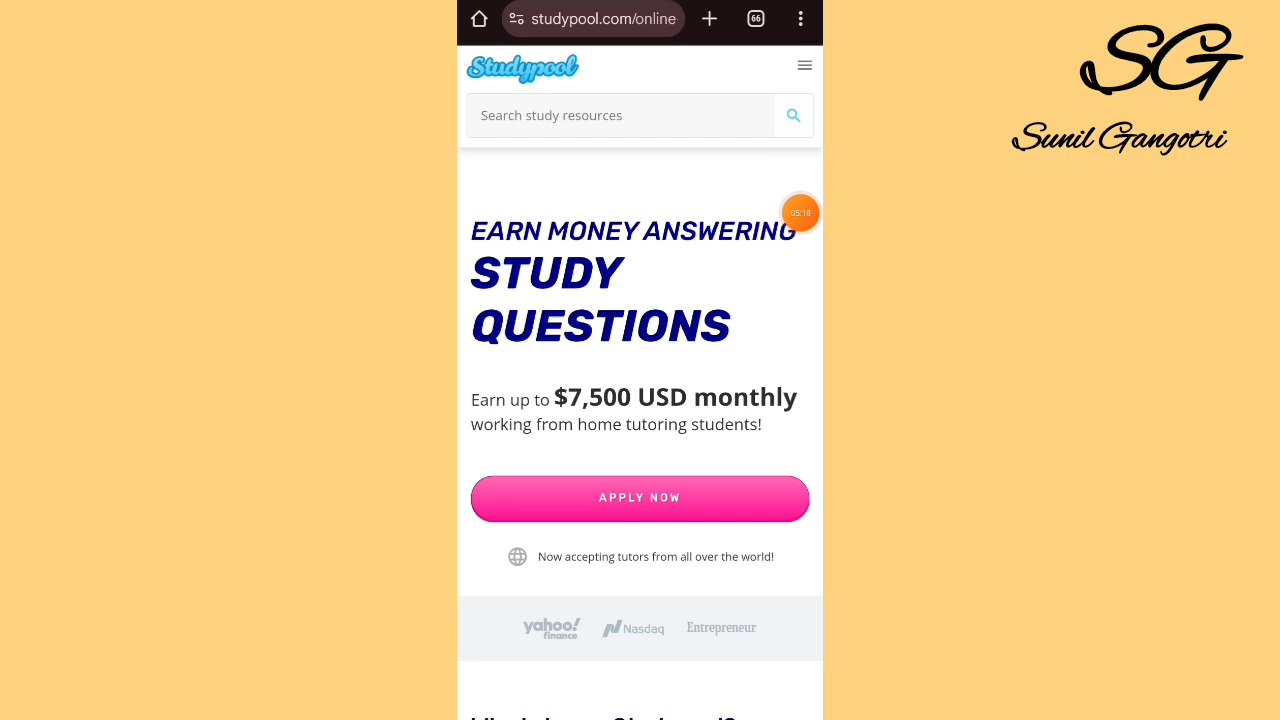 studypool.com/online
66
SG
Sunil Gangotri
Studypool
Search study resources
05:18
EARN MONEY ANSWERING
STUDY
QUESTIONS
Earn up to $7,500 USD monthly
working from home tutoring students!
APPLY NOW
Now accepting tutors from all over the world!
yahoo! finance
Nasdaq
Entrepreneur